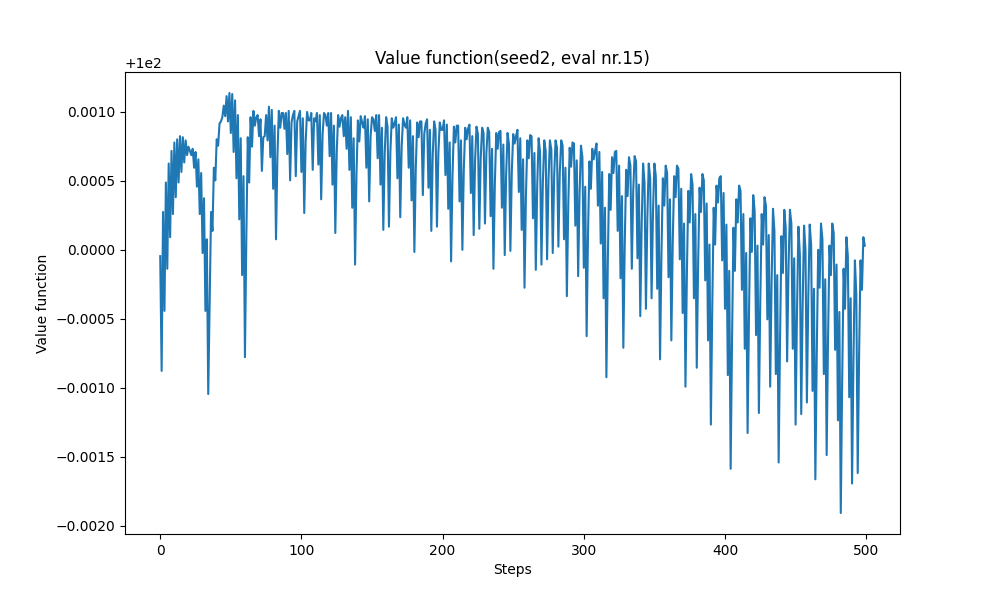 Value function(seed2, eval nr.15)
+1e2
0.0010
0.0005
0.0000
−0.0005
−0.0010
−0.0015
−0.0020
Value function
0 100 200 300 400 500
Steps